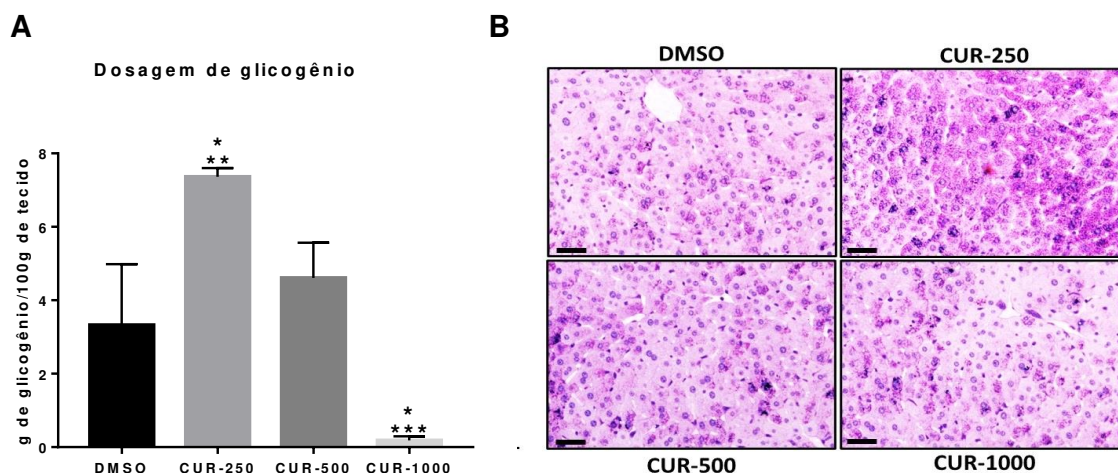 A
Dosagem de glicogênio
g de glicogênio/100g de tecido
8
6
4
2
0
*
**
*
***
DMSO CUR-250 CUR-500 CUR-1000
B
DMSO CUR-250
CUR-500 CUR-1000